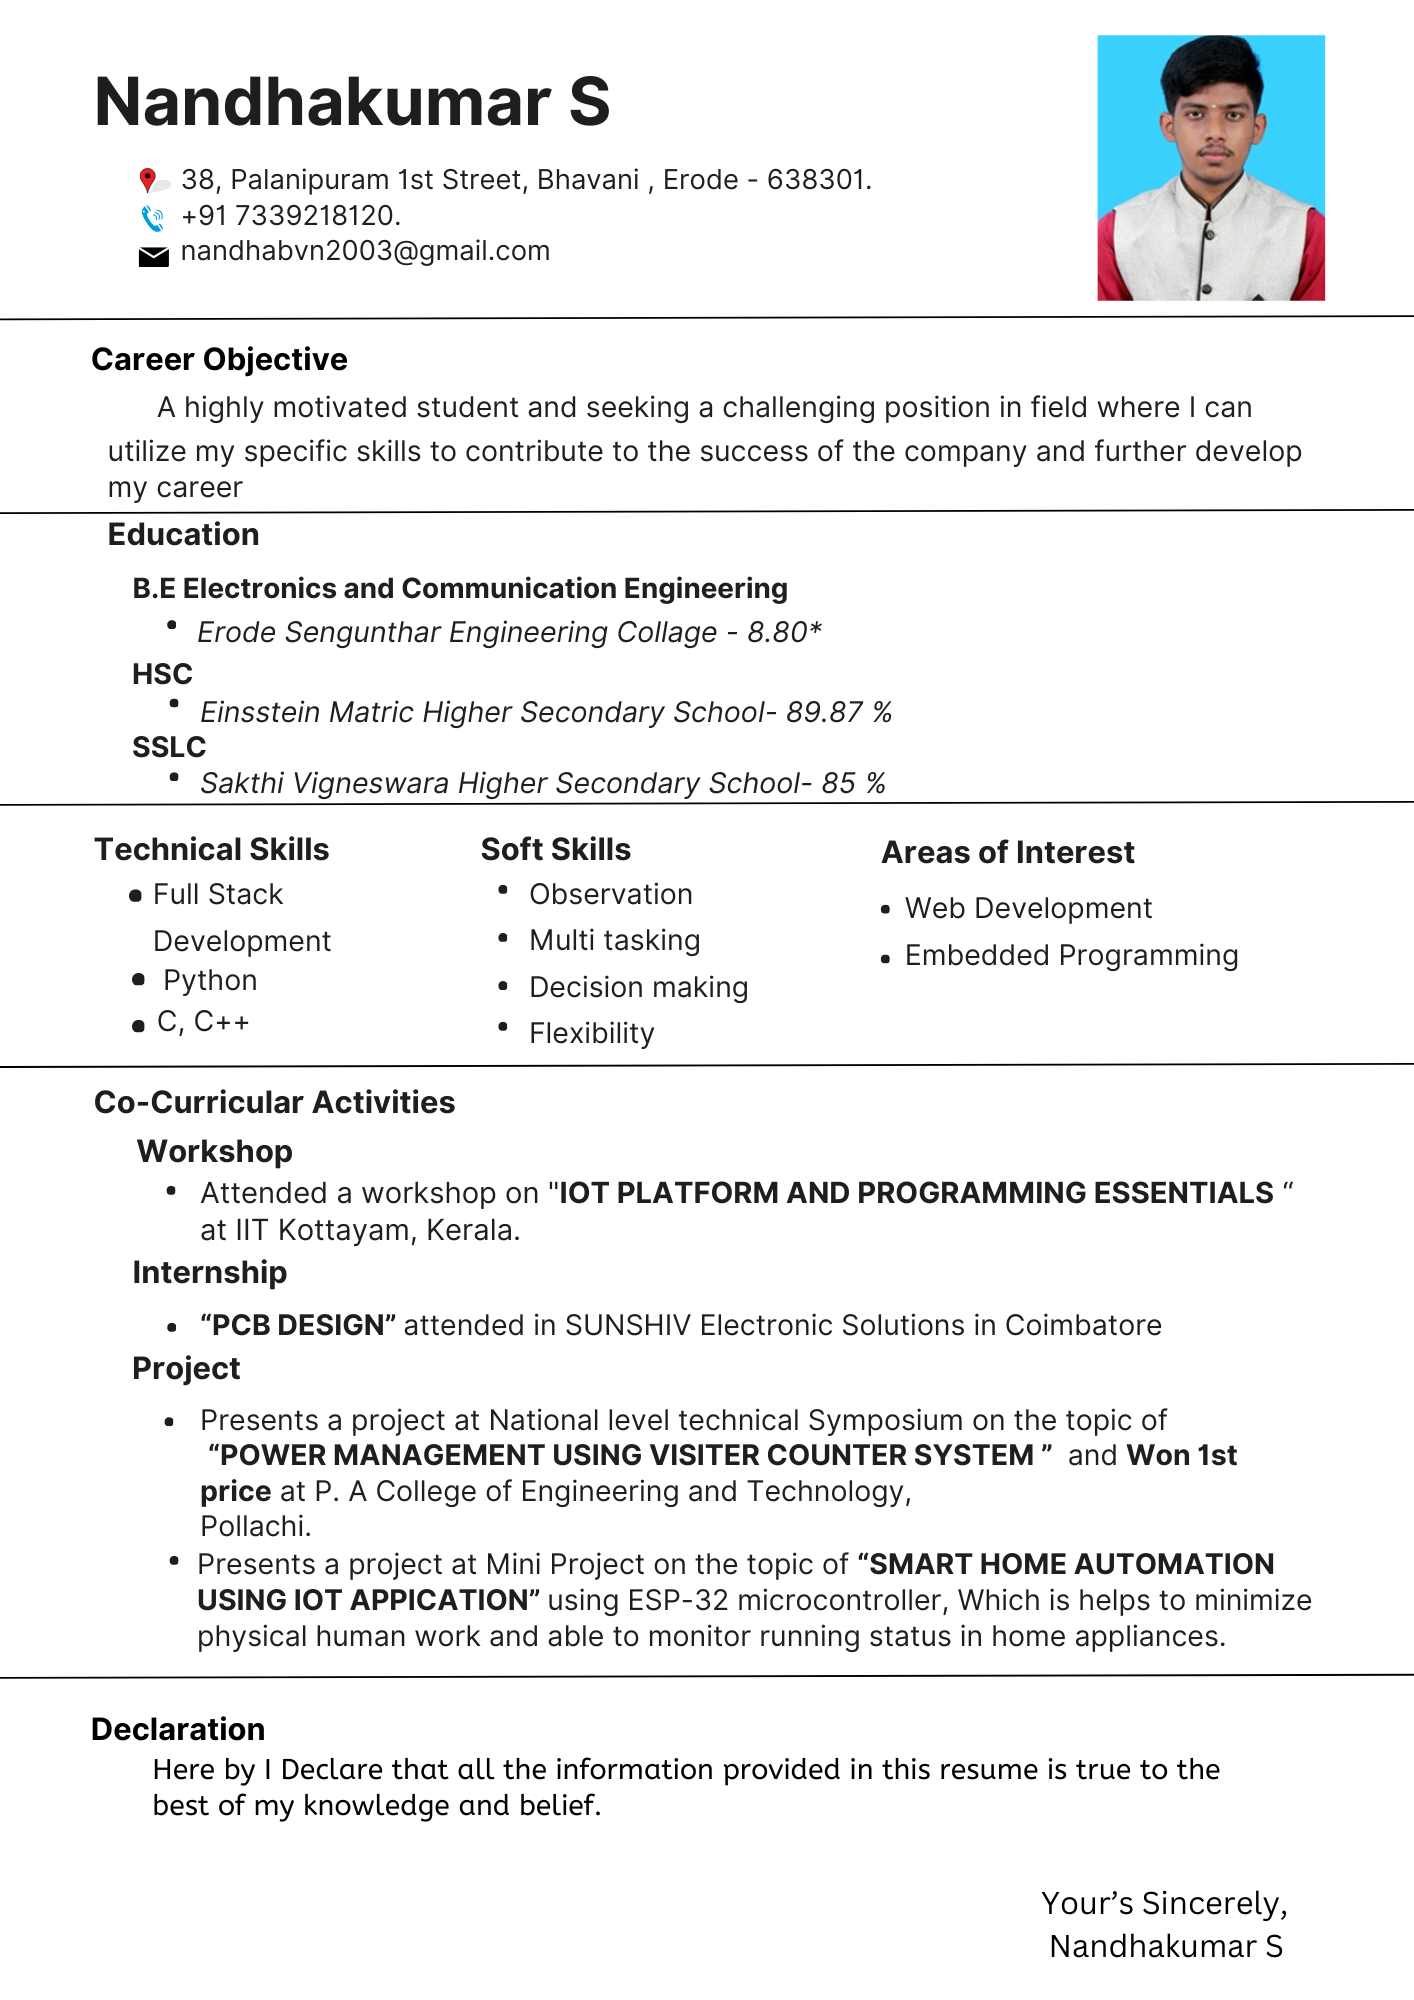 Nandhakumar S
38, Palanipuram 1st Street, Bhavani , Erode - 638301.
+91 7339218120.
nandhabvn2003@gmail.com
Career Objective
A highly motivated student and seeking a challenging position in field where I can
utilize my specific skills to contribute to the success of the company and further develop
my career
Education
B.E Electronics and Communication Engineering
• Erode Sengunthar Engineering Collage - 8.80*
HSC
• Einsstein Matric Higher Secondary School- 89.87 %
SSLC
• Sakthi Vigneswara Higher Secondary School- 85 %
Technical Skills
• Full Stack
Development
• Python
• C, C++
Soft Skills
• Observation
• Multi tasking
• Decision making
• Flexibility
Areas of Interest
• Web Development
• Embedded Programming
Co-Curricular Activities
Workshop
• Attended a workshop on "IOT PLATFORM AND PROGRAMMING ESSENTIALS “
at IIT Kottayam, Kerala.
Internship
• “PCB DESIGN” attended in SUNSHIV Electronic Solutions in Coimbatore
Project
• Presents a project at National level technical Symposium on the topic of
“POWER MANAGEMENT USING VISITER COUNTER SYSTEM ” and Won 1st
price at P. A College of Engineering and Technology,
Pollachi.
• Presents a project at Mini Project on the topic of “SMART HOME AUTOMATION
USING IOT APPICATION” using ESP-32 microcontroller, Which is helps to minimize
physical human work and able to monitor running status in home appliances.
Declaration
Here by I Declare that all the information provided in this resume is true to the
best of my knowledge and belief.
Your’s Sincerely,
Nandhakumar S